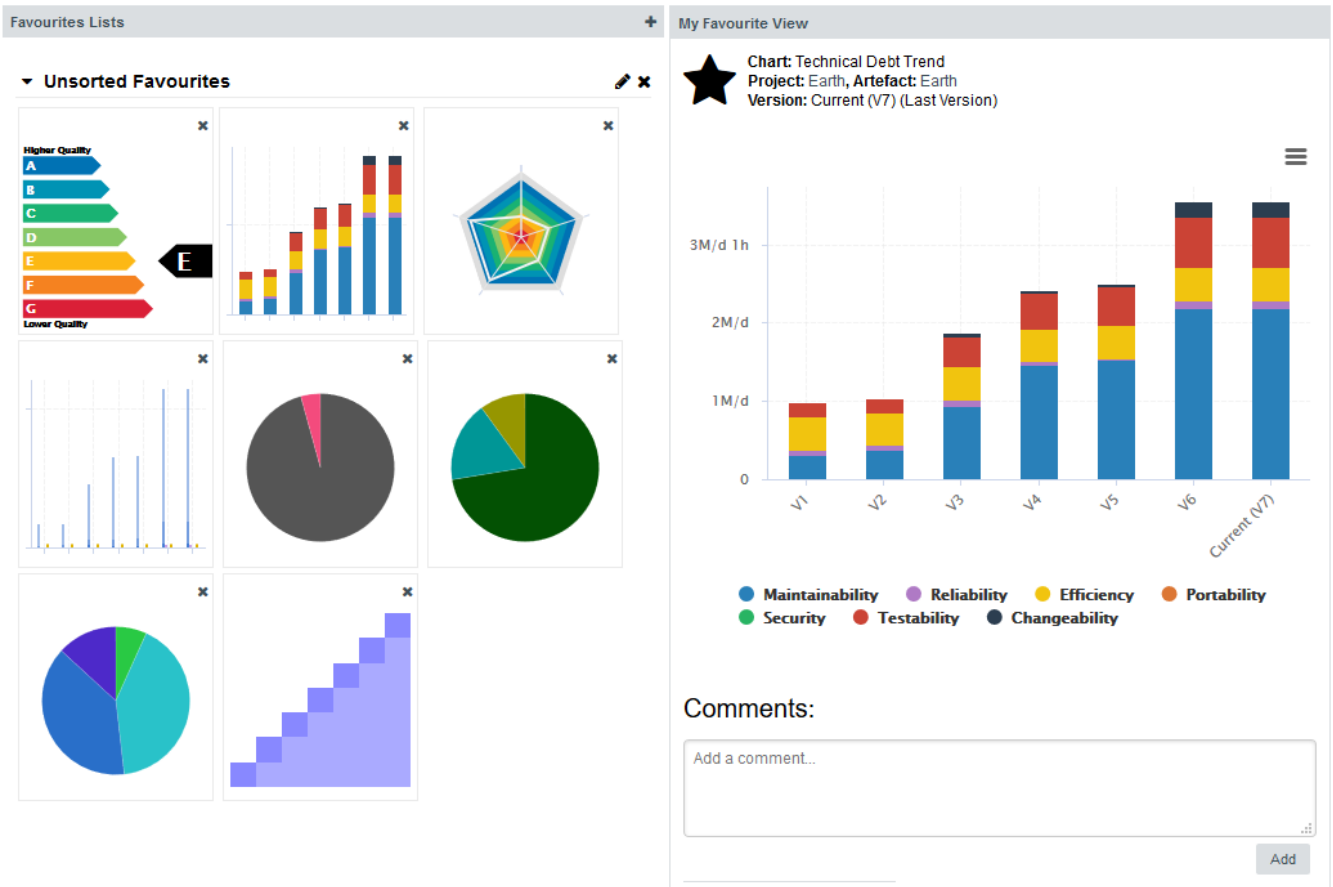 Favourites Lists
Unsorted Favourites
Higher Quality
A
B
C
D
E
E
F
G
Lower Quality
My Favourite View
Chart: Technical Debt Trend
Project: Earth, Artefact: Earth
Version: Current (V7) (Last Version)
3M/d 1h
2M/d
1M/d
0
V1 V2 V3 V4 V5 V6 Current (V7)
Maintainability Reliability Efficiency Portability
Security Testability Changeability
Comments:
Add a comment...
Add